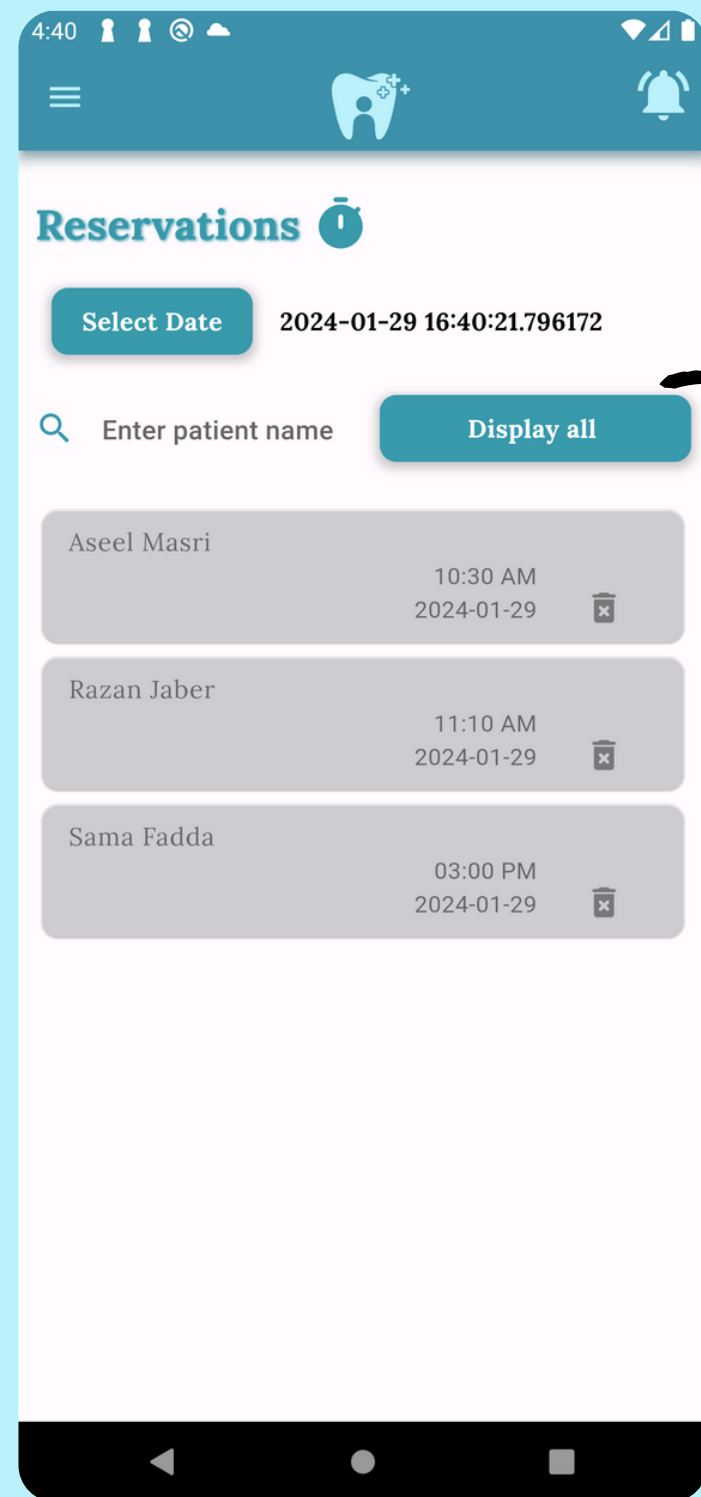 4:40
Reservations
Select Date 2024-01-29 16:40:21.796172
Enter patient name Display all
Aseel Masri
10:30 AM
2024-01-29
Razan Jaber
11:10 AM
2024-01-29
Sama Fadda
03:00 PM
2024-01-29